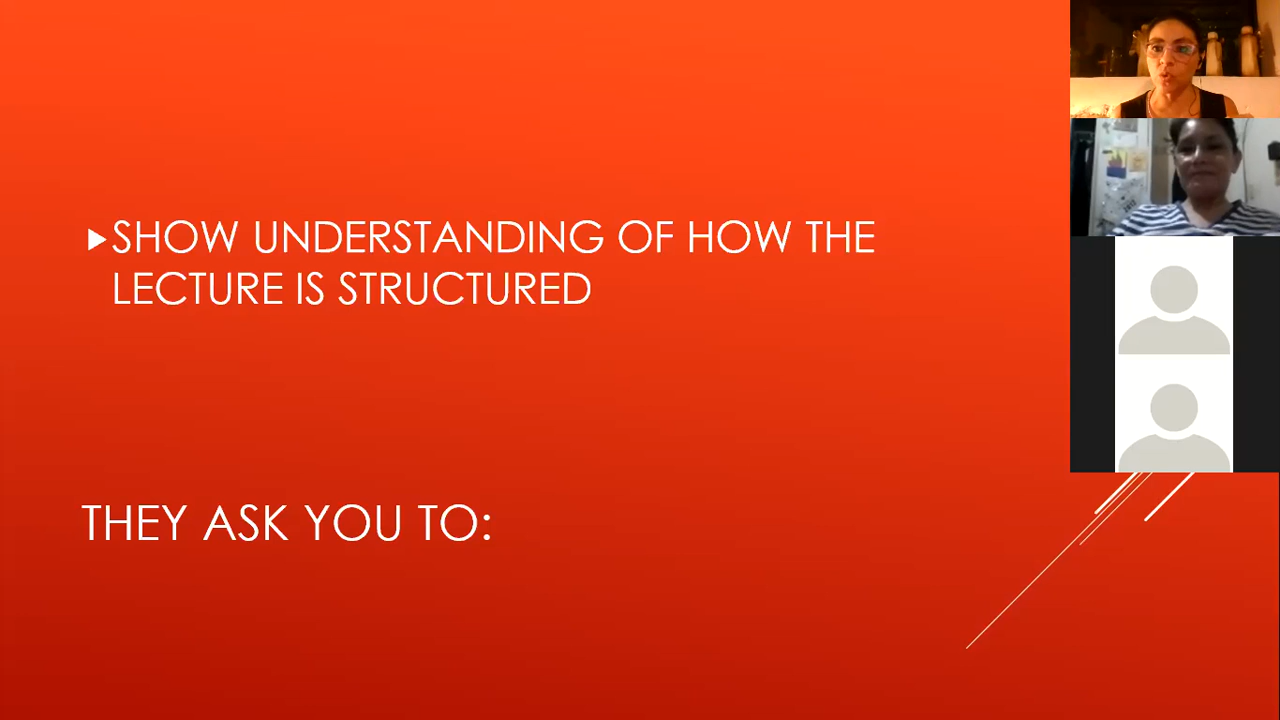 SHOW UNDERSTANDING OF HOW THE
LECTURE IS STRUCTURED
THEY ASK YOU TO: